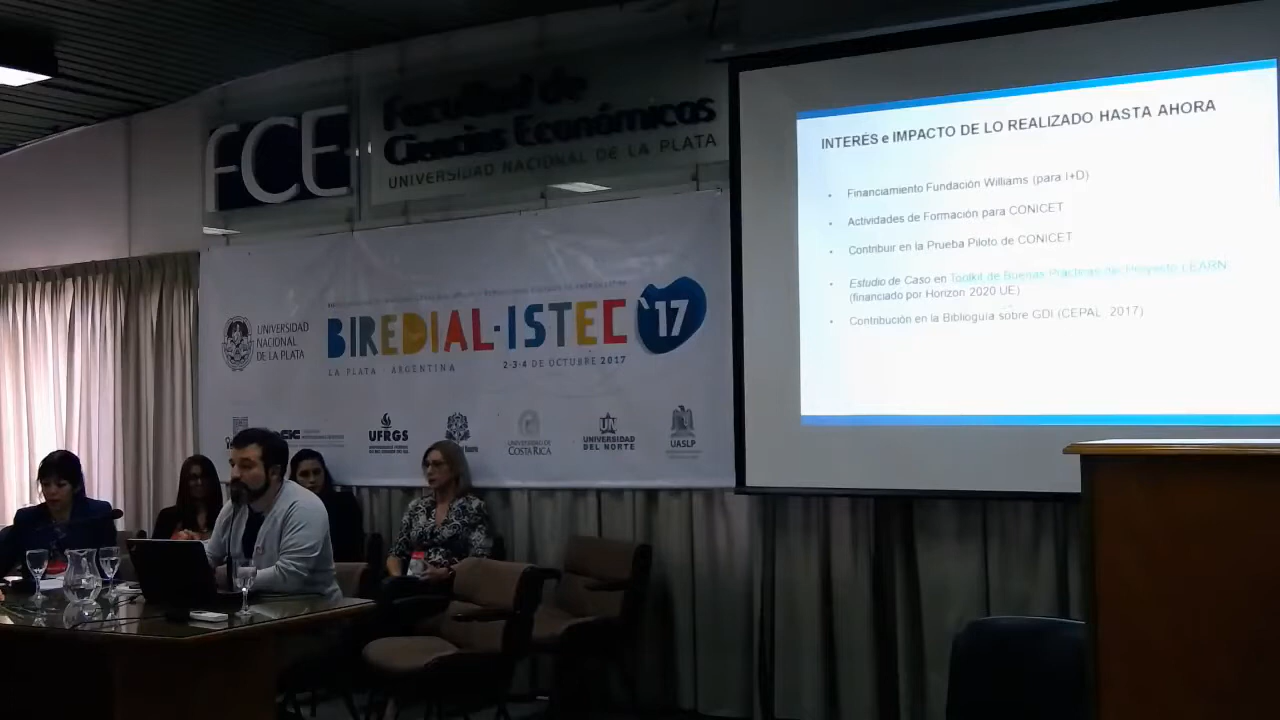 FCE
Facultad de
Ciencias Económicas
UNIVERSIDAD NACIONAL DE LA PLATA
UNIVERSIDAD
NACIONAL
DE LA PLATA
BIREDIAL-ISTEC '17
LA PLATA · ARGENTINA
2-3-4 DE OCTUBRE 2017
UFRGS
UNIVERSIDAD DE
COSTA RICA
UN
UNIVERSIDAD
DEL NORTE
UASLP
INTERÉS e IMPACTO DE LO REALIZADO HASTA AHORA
• Financiamiento Fundación Williams (para I+D)
• Actividades de Formación para CONICET
• Contribuir en la Prueba Piloto de CONICET
• Estudio de Caso en Toolkit de Buenas Prácticas del Proyecto LEARN
(financiado por Horizon 2020 UE)
• Contribución en la Biblioguía sobre GDI (CEPAL, 2017)